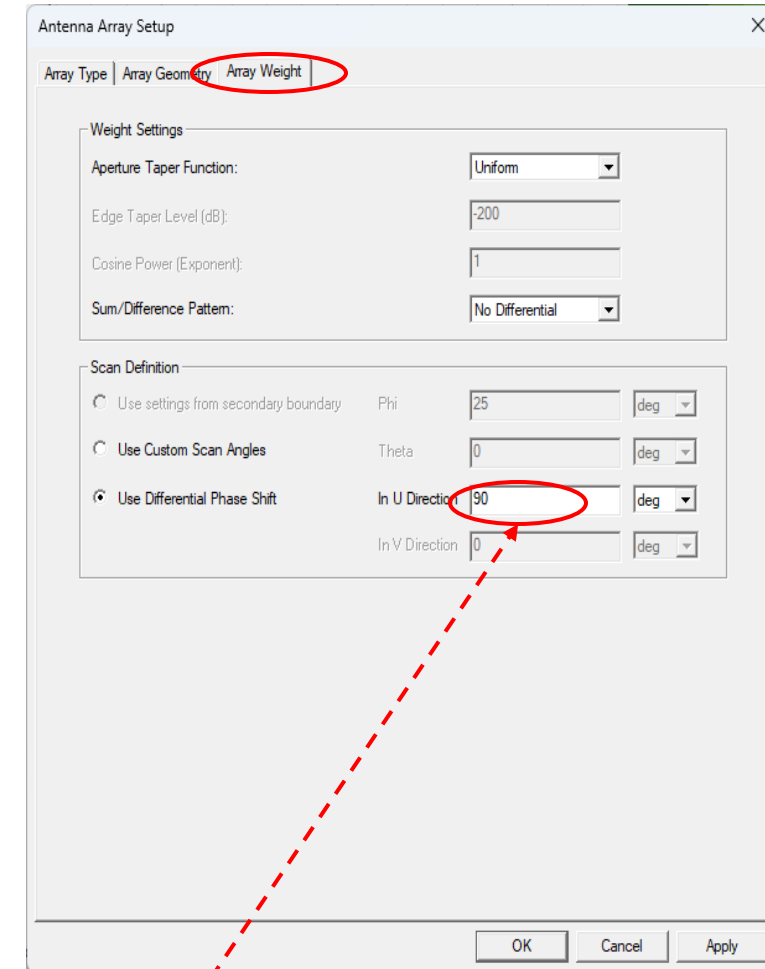 Antenna Array Setup
Array Type Array Geometry Array Weight
Weight Settings
Aperture Taper Function: Uniform
Edge Taper Level (dB): -200
Cosine Power (Exponent): 1
Sum/Difference Pattern: No Differential
Scan Definition
Use settings from secondary boundary Phi 25 deg
Use Custom Scan Angles Theta 0 deg
Use Differential Phase Shift In U Direction 90 deg
In V Direction 0 deg
OK Cancel Apply